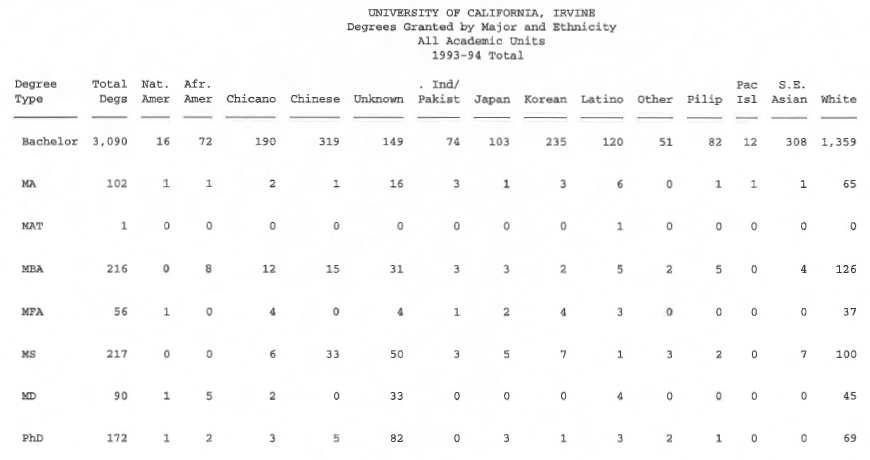 UNIVERSITY OF CALIFORNIA, IRVINE
Degrees Granted by Major and Ethnicity
All Academic Units
1993-94 Total
Degree Total Nat. Afr. . Ind/ Pac S.E.
Type Degs Amer Amer Chicano Chinese Unknown Pakist Japan Korean Latino Other Pilip Isl Asian White
Bachelor 3,090 16 72 190 319 149 74 103 235 120 51 82 12 308 1,359
MA 102 1 1 2 1 16 3 1 3 6 0 1 1 1 65
MAT 1 0 0 0 0 0 0 0 0 1 0 0 0 0 0
MBA 216 0 8 12 15 31 3 3 2 5 2 5 0 4 126
MFA 56 1 0 4 0 4 1 2 4 3 0 0 0 0 37
MS 217 0 0 6 33 50 3 5 7 1 3 2 0 7 100
MD 90 1 5 2 0 33 0 0 0 4 0 0 0 0 45
PhD 172 1 2 3 5 82 0 3 1 3 2 1 0 0 69